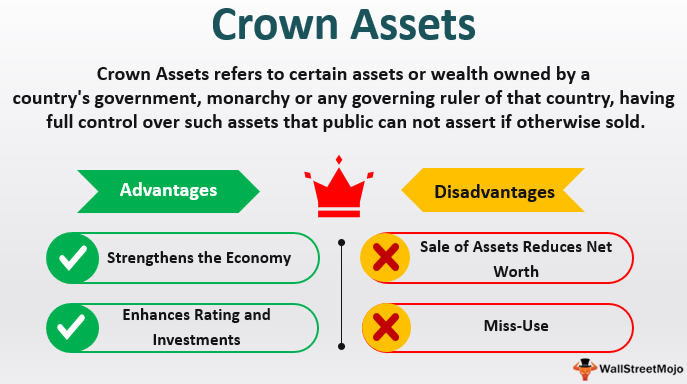 Crown Assets
Crown Assets refers to certain assets or wealth owned by a
country's government, monarchy or any governing ruler of that country, having
full control over such assets that public can not assert if otherwise sold.
Advantages
Disadvantages
Strengthens the Economy
Sale of Assets Reduces Net
Worth
Enhances Rating and
Investments
Miss-Use
WallStreetMojo